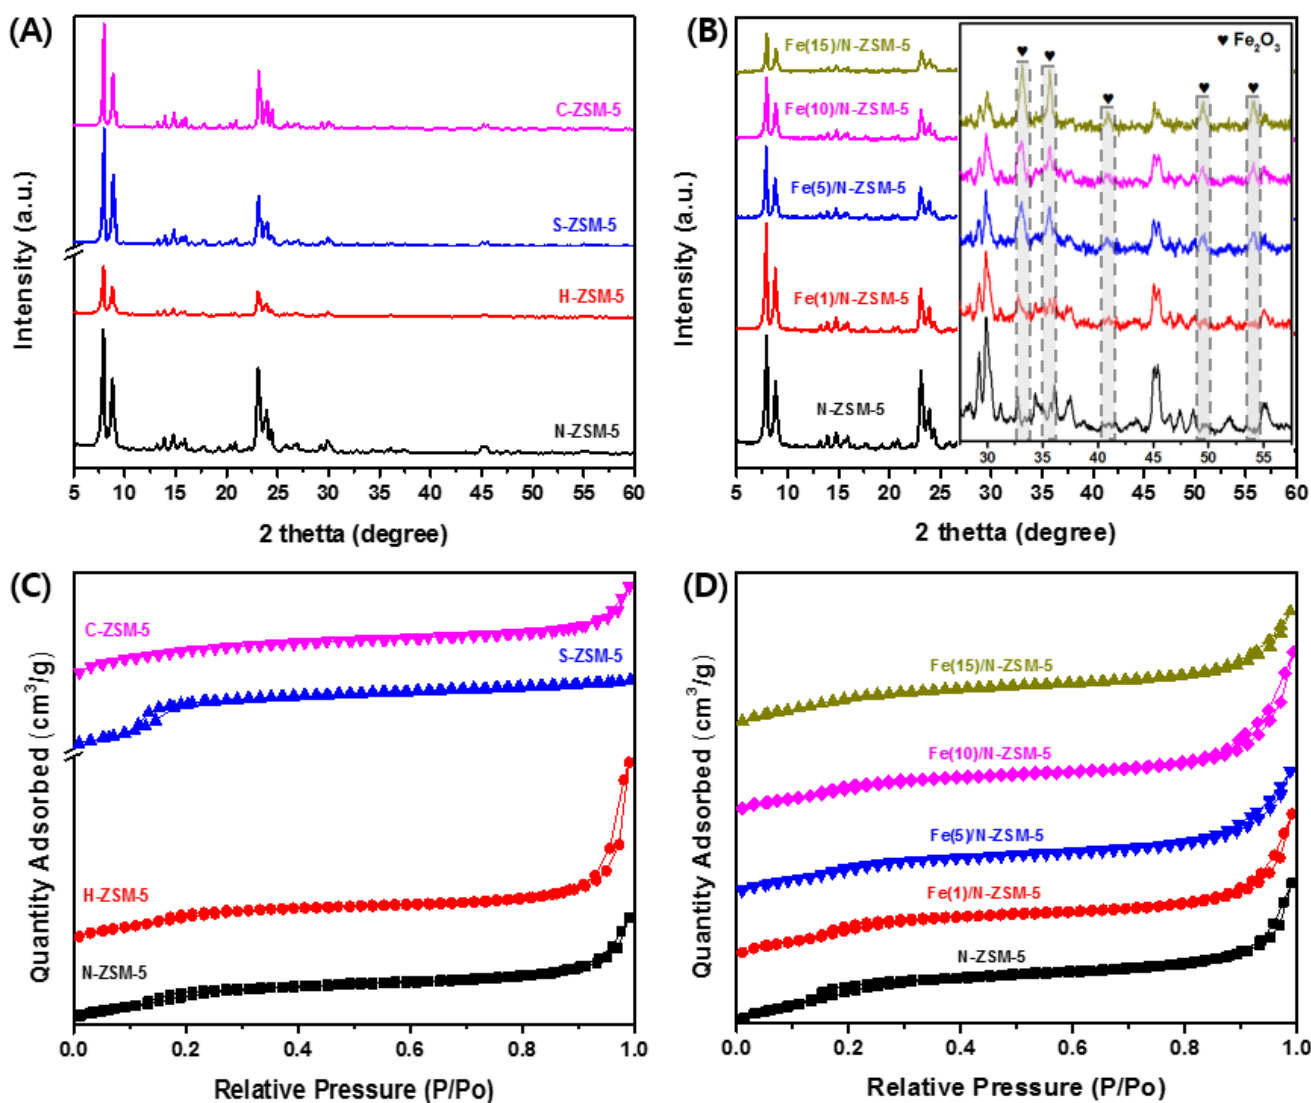 (A)
C-ZSM-5
S-ZSM-5
H-ZSM-5
N-ZSM-5
Intensity (a.u.)
5 10 15 20 25 30 35 40 45 50 55 60
2 thetta (degree)
(B)
Fe(15)/N-ZSM-5
Fe(10)/N-ZSM-5
Fe(5)/N-ZSM-5
Fe(1)/N-ZSM-5
N-ZSM-5
♥ Fe₂O₃
30 35 40 45 50 55
Intensity (a.u.)
5 10 15 20 25 30 35 40 45 50 55 60
2 thetta (degree)
(C)
C-ZSM-5
S-ZSM-5
H-ZSM-5
N-ZSM-5
Quantity Adsorbed (cm³/g)
0.0 0.2 0.4 0.6 0.8 1.0
Relative Pressure (P/Po)
(D)
Fe(15)/N-ZSM-5
Fe(10)/N-ZSM-5
Fe(5)/N-ZSM-5
Fe(1)/N-ZSM-5
N-ZSM-5
Quantity Adsorbed (cm³/g)
0.0 0.2 0.4 0.6 0.8 1.0
Relative Pressure (P/Po)